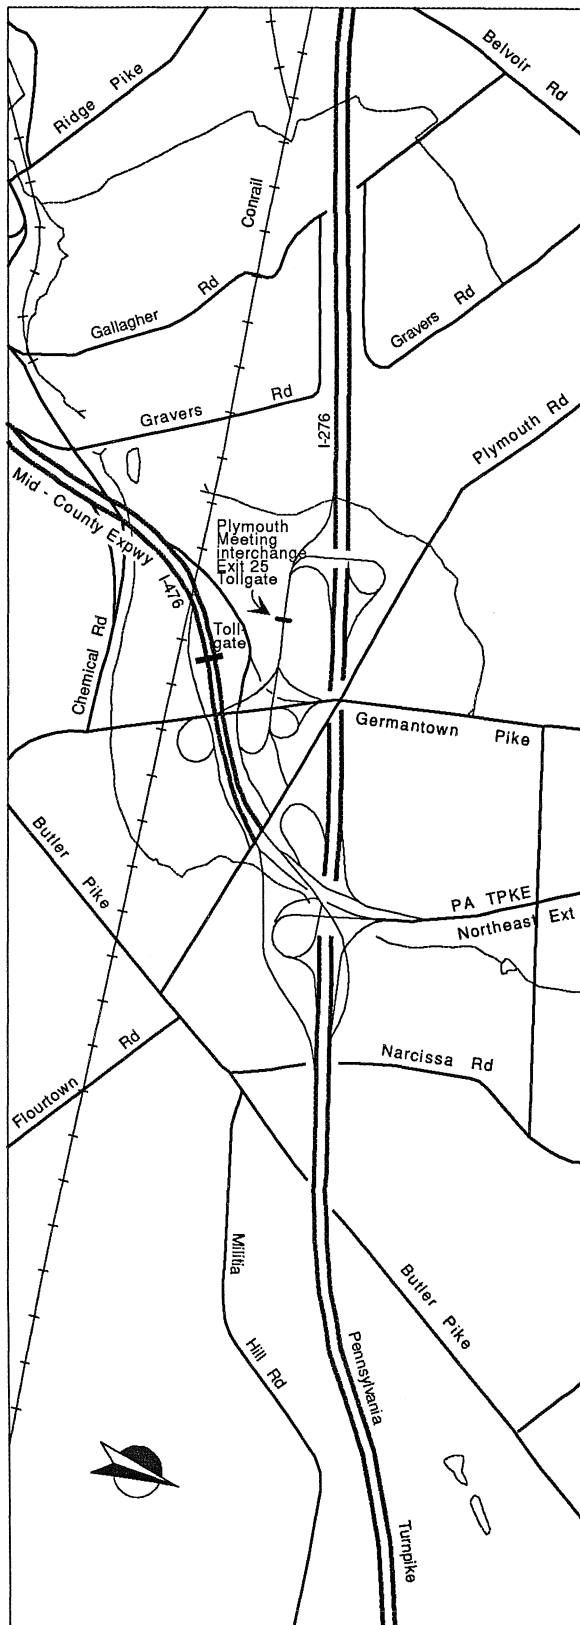 Belvoir Rd
Ridge Pike
Conrail
Gallagher Rd
Gravers Rd
Gravers Rd
I-276
Plymouth Rd
Mid - County Expwy
I-476
Plymouth
Meeting
interchange
Exit 25
Tollgate
Toll-
gate
Chemical Rd
Germantown Pike
Butler Pike
PA TPKE
Northeast Ext
Narcissa Rd
Flourtown Rd
Militia Hill Rd
Butler Pike
Pennsylvania Turnpike